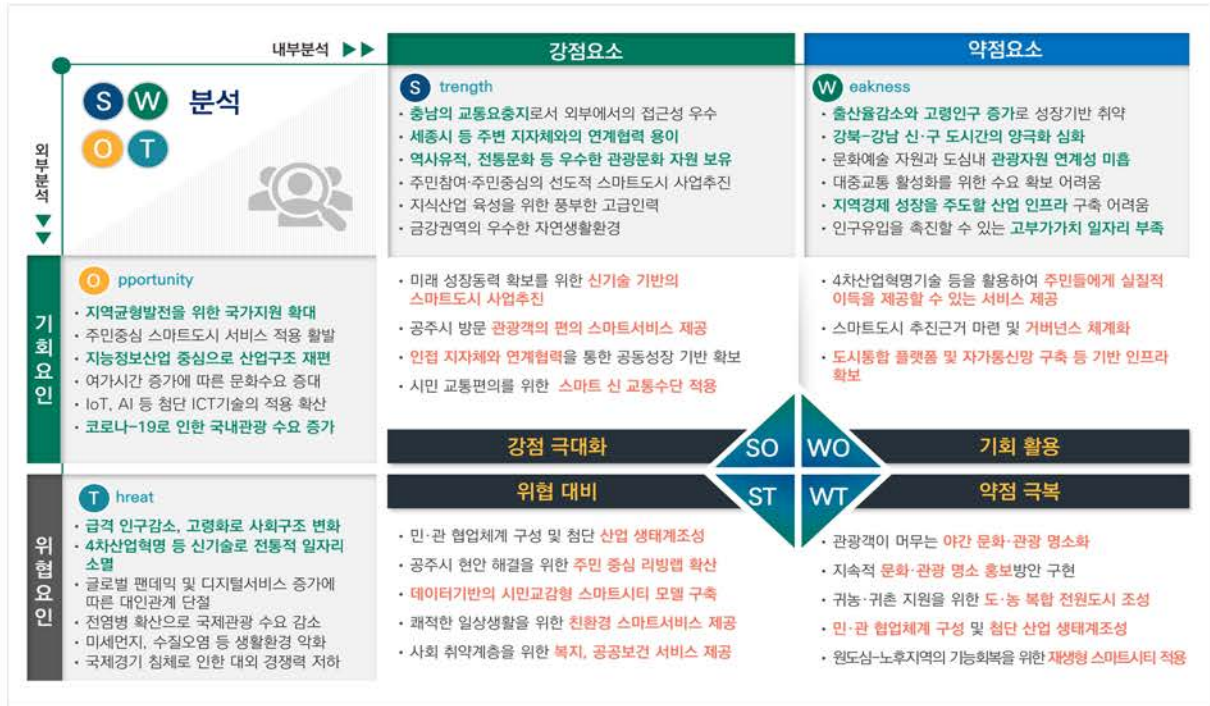 내부분석 ▶▶
강점요소
약점요소
외부분석
S W 분석
O T
S trength
• 충남의 교통요충지로서 외부에서의 접근성 우수
• 세종시 등 주변 지자체와의 연계협력 용이
• 역사유적, 전통문화 등 우수한 관광문화 자원 보유
• 주민참여·주민중심의 선도적 스마트도시 사업추진
• 지식산업 육성을 위한 풍부한 고급인력
• 금강권역의 우수한 자연생활환경
W eakness
• 출산율감소와 고령인구 증가로 성장기반 취약
• 강북-강남 신·구 도시간의 양극화 심화
• 문화예술 자원과 도심내 관광자원 연계성 미흡
• 대중교통 활성화를 위한 수요 확보 어려움
• 지역경제 성장을 주도할 산업 인프라 구축 어려움
• 인구유입을 촉진할 수 있는 고부가가치 일자리 부족
기회요인
O pportunity
• 지역균형발전을 위한 국가지원 확대
• 주민중심 스마트도시 서비스 적용 활발
• 지능정보산업 중심으로 산업구조 재편
• 여가시간 증가에 따른 문화수요 증대
• IoT, AI 등 첨단 ICT기술의 적용 확산
• 코로나-19로 인한 국내관광 수요 증가
• 미래 성장동력 확보를 위한 신기술 기반의
스마트도시 사업추진
• 공주시 방문 관광객의 편의 스마트서비스 제공
• 인접 지자체와 연계협력을 통한 공동성장 기반 확보
• 시민 교통편의를 위한 스마트 신 교통수단 적용
• 4차산업혁명기술 등을 활용하여 주민들에게 실질적
이득을 제공할 수 있는 서비스 제공
• 스마트도시 추진근거 마련 및 거버넌스 체계화
• 도시통합 플랫폼 및 자가통신망 구축 등 기반 인프라
확보
강점 극대화
SO
WO
기회 활용
위협 대비
ST
WT
약점 극복
위협요인
T hreat
• 급격 인구감소, 고령화로 사회구조 변화
• 4차산업혁명 등 신기술로 전통적 일자리
소멸
• 글로벌 팬데믹 및 디지털서비스 증가에
따른 대인관계 단절
• 전염병 확산으로 국제관광 수요 감소
• 미세먼지, 수질오염 등 생활환경 악화
• 국제경기 침체로 인한 대외 경쟁력 저하
• 민·관 협업체계 구성 및 첨단 산업 생태계조성
• 공주시 현안 해결을 위한 주민 중심 리빙랩 확산
• 데이터기반의 시민교감형 스마트시티 모델 구축
• 쾌적한 일상생활을 위한 친환경 스마트서비스 제공
• 사회 취약계층을 위한 복지, 공공보건 서비스 제공
• 관광객이 머무는 야간 문화·관광 명소화
• 지속적 문화·관광 명소 홍보방안 구현
• 귀농·귀촌 지원을 위한 도·농 복합 전원도시 조성
• 민·관 협업체계 구성 및 첨단 산업 생태계조성
• 원도심-노후지역의 기능회복을 위한 재생형 스마트시티 적용